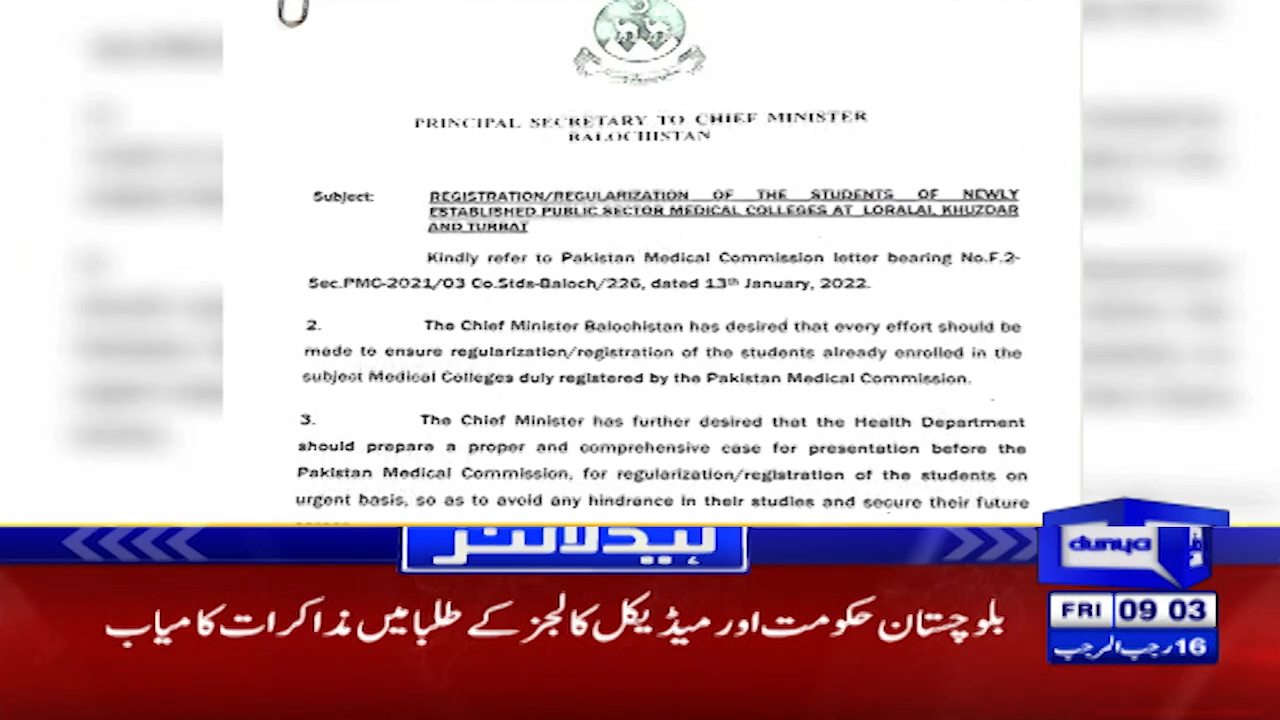 PRINCIPAL SECRETARY TO CHIEF MINISTER
BALOCHISTAN
Subject: REGISTRATION/REGULARIZATION OF THE STUDENTS OF NEWLY
ESTABLISHED PUBLIC SECTOR MEDICAL COLLEGES AT LORALAI, KHUZDAR
AND TURBAT
Kindly refer to Pakistan Medical Commission letter bearing No.F.2-
Sec.PMC-2021/03 Co.Stds-Baloch/226, dated 13th January, 2022.
2. The Chief Minister Balochistan has desired that every effort should be
made to ensure regularization/registration of the students already enrolled in the
subject Medical Colleges duly registered by the Pakistan Medical Commission.
3. The Chief Minister has further desired that the Health Department
should prepare a proper and comprehensive case for presentation before the
Pakistan Medical Commission, for regularization/registration of the students on
urgent basis, so as to avoid any hindrance in their studies and secure their future
ہیڈلائنز
dunya
بلوچستان حکومت اور میڈیکل کالجز کے طلبا میں مذاکرات کامیاب
FRI 09 03
16 رجب المرجب